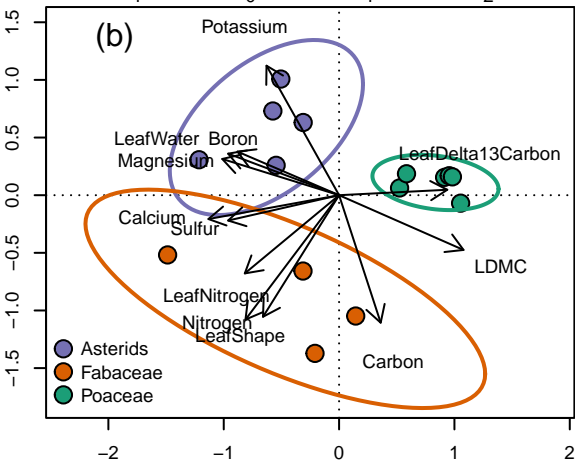 (b)
Potassium
LeafWater Boron
Magnesium
LeafDelta13Carbon
Calcium
Sulfur
LDMC
LeafNitrogen
Nitrogen
LeafShape
Carbon
Asterids
Fabaceae
Poaceae
1.5
1.0
0.5
0.0
−0.5
−1.0
−1.5
−2 −1 0 1 2